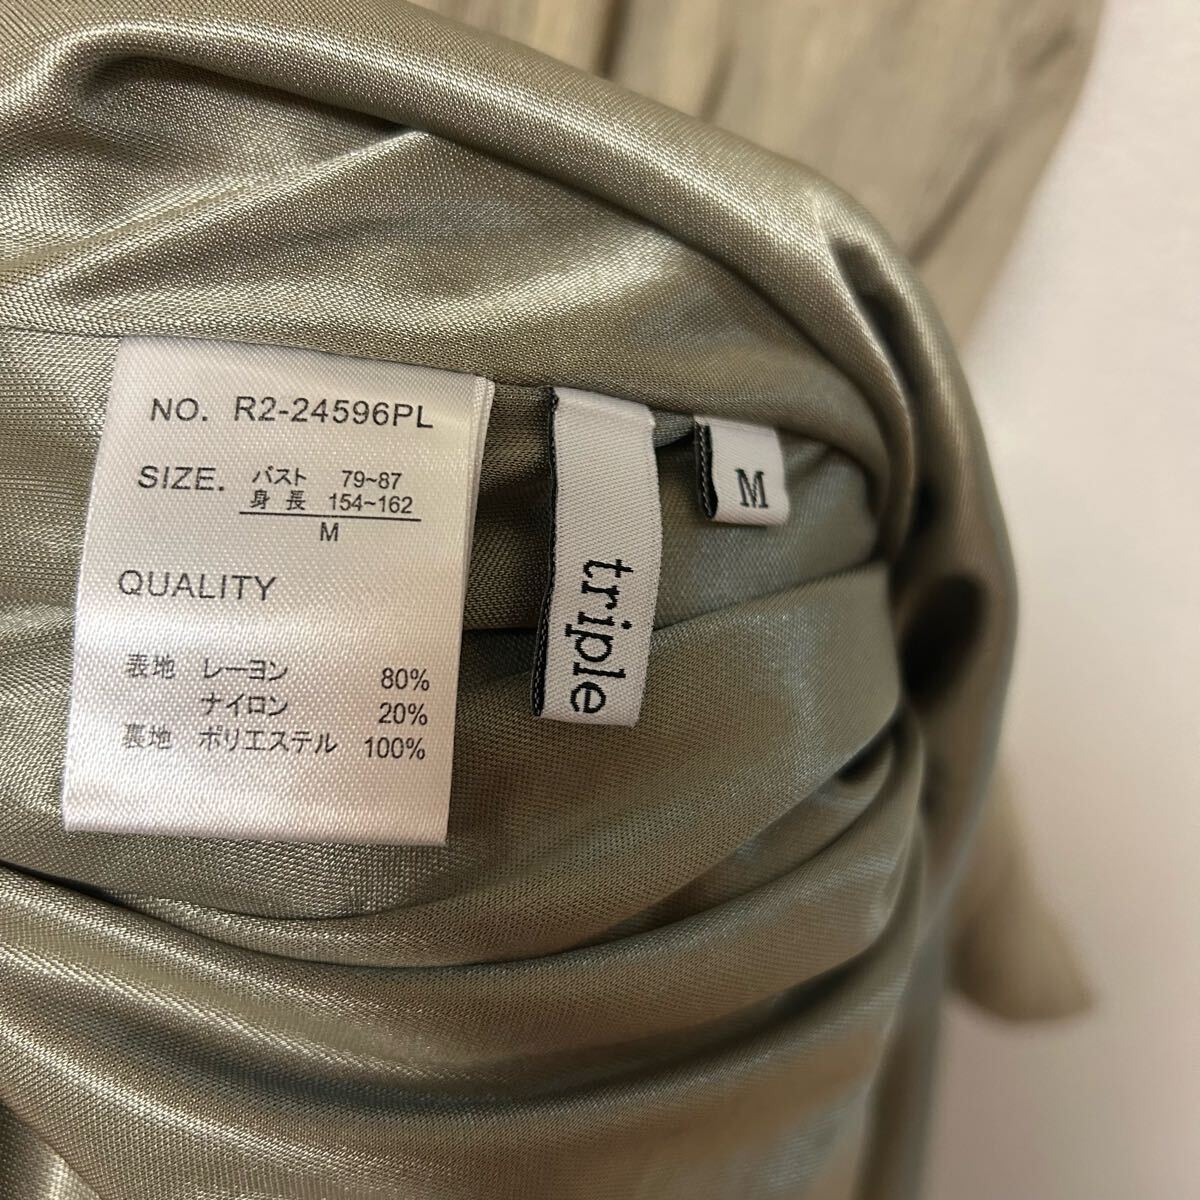 NO. R2-24596PL
SIZE. バスト 79~87
身長 154~162
M
QUALITY
表地 レーヨン 80%
ナイロン 20%
裏地 ポリエステル 100%
triple
M